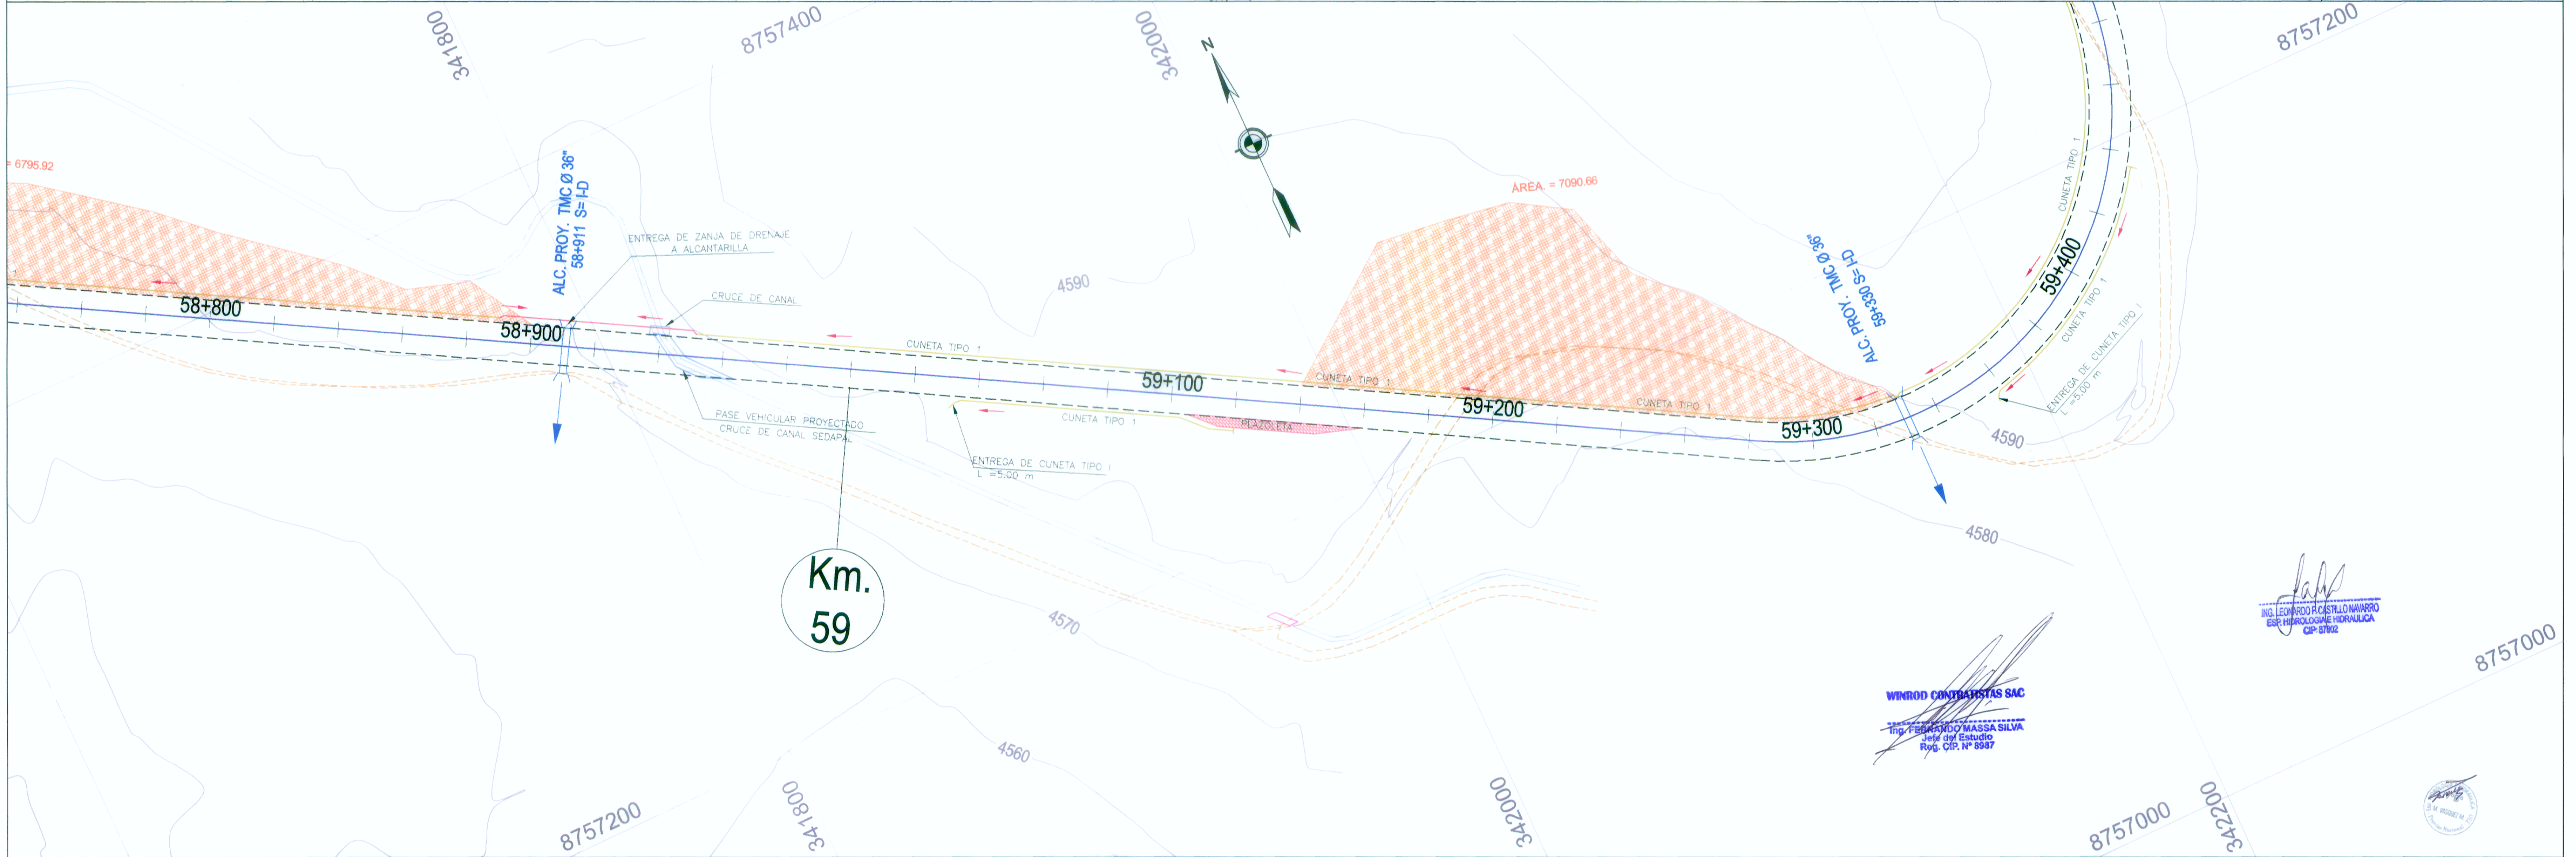 341800
8757400
342000
8757200
= 6795.92
ALC. PROY. TMC Ø 36"
58+911 S= I-D
ENTREGA DE ZANJA DE DRENAJE
A ALCANTARILLA
CRUCE DE CANAL
4590
ÁREA. = 7090.66
ALC. PROY. TMC Ø 36"
59+330 S= I-D
CUNETA TIPO 1
59+400
CUNETA TIPO 1
ENTREGA DE CUNETA TIPO I
L =5.00 m
1
58+800
58+900
CUNETA TIPO 1
59+100
CUNETA TIPO 1
59+200
CUNETA TIPO 1
59+300
4590
PASE VEHICULAR PROYECTADO
CRUCE DE CANAL SEDAPAL
CUNETA TIPO 1
PLAZOLETA
ENTREGA DE CUNETA TIPO I
L =5.00 m
4580
Km.
59
4570
4560
ING. LEONARDO F. CASTILLO NAVARRO
ESP. HIDROLOGIA E HIDRAULICA
CIP
WINROD CONTRATISTAS SAC
Ing. FERNANDO MASSA SILVA
Jefe del Estudio
Reg. CIP. Nº 8987
8757000
8757200
341800
342000
8757000
342200